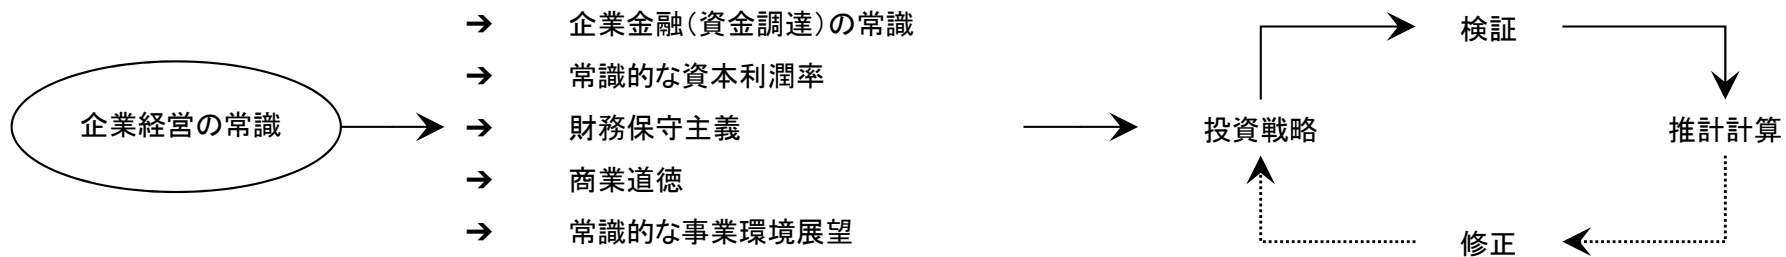 企業経営の常識
➔ 企業金融(資金調達)の常識
➔ 常識的な資本利潤率
➔ 財務保守主義
➔ 商業道徳
➔ 常識的な事業環境展望
検証
投資戦略
推計計算
修正